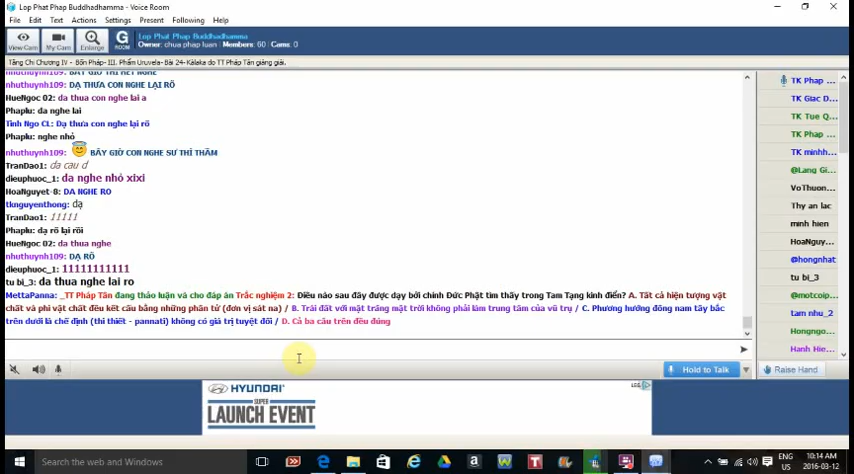 Lop Phat Phap Buddhadhamma - Voice Room
File Edit Text Actions Settings Present Following Help
View Cam My Cam Enlarge G ROOM
Lop Phat Phap Buddhadhamma
Owner: chua phap luan | Members: 60 | Cams: 0
Tăng Chi Chương IV - Bốn Pháp- III. Phẩm Uruvela- Bài 24- Kàlaka do TT Pháp Tân giảng giải.
nhuthuynh109: BÂY GIỜ THÌ HẾT NGHE
nhuthuynh109: DẠ THƯA CON NGHE LẠI RÕ
HueNgoc 02: da thua con nghe lai a
Phaplu: da nghe lai
Tinh Ngo CL: Dạ thưa con nghe lại rõ
Phaplu: nghe nhỏ
nhuthuynh109: BÂY GIỜ CON NGHE SƯ THÌ THẦM
TranDao1: da cau d
dieuphuoc_1: da nghe nhỏ xixi
HoaNguyet-8: DA NGHE RO
tknguyenthong: dạ
TranDao1: 11111
Phaplu: dạ rõ lại rồi
HueNgoc 02: da thua nghe
nhuthuynh109: DẠ RÕ
dieuphuoc_1: 11111111111
tu bi_3: da thua nghe lai ro
MettaPanna: _TT Pháp Tân đang thảo luận và cho đáp án Trắc nghiệm 2: Điều nào sau đây được dạy bởi chính Đức Phật tìm thấy trong Tam Tạng kinh điển? A. Tất cả hiện tượng vật
chất và phi vật chất đều kết cấu bằng những phân tử (đơn vị sát na) / B. Trái đất với mặt trăng mặt trời không phải làm trung tâm của vũ trụ / C. Phương hướng đông nam tây bắc
trên dưới là chế định (thi thiết - pannati) không có giá trị tuyệt đối / D. Cả ba câu trên đều đúng
TK Phap ...
TK Giac D...
TK Tue Q...
TK Phap ...
TK minhh...
@Lang Gi...
VoThuon...
Thy an lac
minh hien
HoaNguy...
@hongnhat
tu bi_3
@motcoip...
tam nhu_2
Hongngo...
Hanh Hie...
Hold to Talk
Raise Hand
HYUNDAI
SUPER
LAUNCH EVENT
Search the web and Windows
ENG
US
10:14 AM
2016-03-12